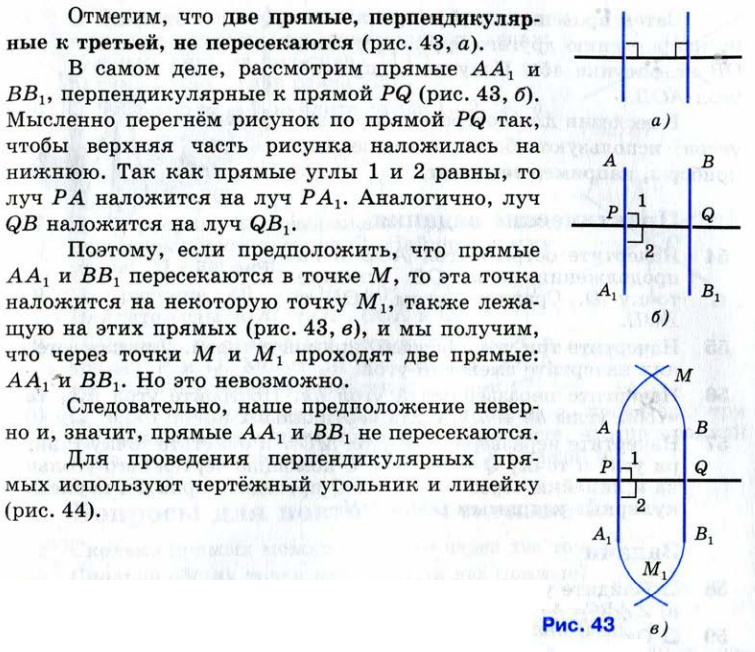 Отметим, что две прямые, перпендикуляр-
ные к третьей, не пересекаются (рис. 43, а).
В самом деле, рассмотрим прямые AA₁ и
BB₁, перпендикулярные к прямой PQ (рис. 43, б).
Мысленно перегнём рисунок по прямой PQ так,
чтобы верхняя часть рисунка наложилась на
нижнюю. Так как прямые углы 1 и 2 равны, то
луч PA наложится на луч PA₁. Аналогично, луч
QB наложится на луч QB₁.
Поэтому, если предположить, что прямые
AA₁ и BB₁ пересекаются в точке M, то эта точка
наложится на некоторую точку M₁, также лежа-
щую на этих прямых (рис. 43, в), и мы получим,
что через точки M и M₁ проходят две прямые:
AA₁ и BB₁. Но это невозможно.
Следовательно, наше предположение невер-
но и, значит, прямые AA₁ и BB₁ не пересекаются.
Для проведения перпендикулярных пря-
мых используют чертёжный угольник и линейку
(рис. 44).
а)
A B
P 1 Q
2
A₁ B₁
б)
M
A B
P 1 Q
2
A₁ B₁
M₁
Рис. 43 в)